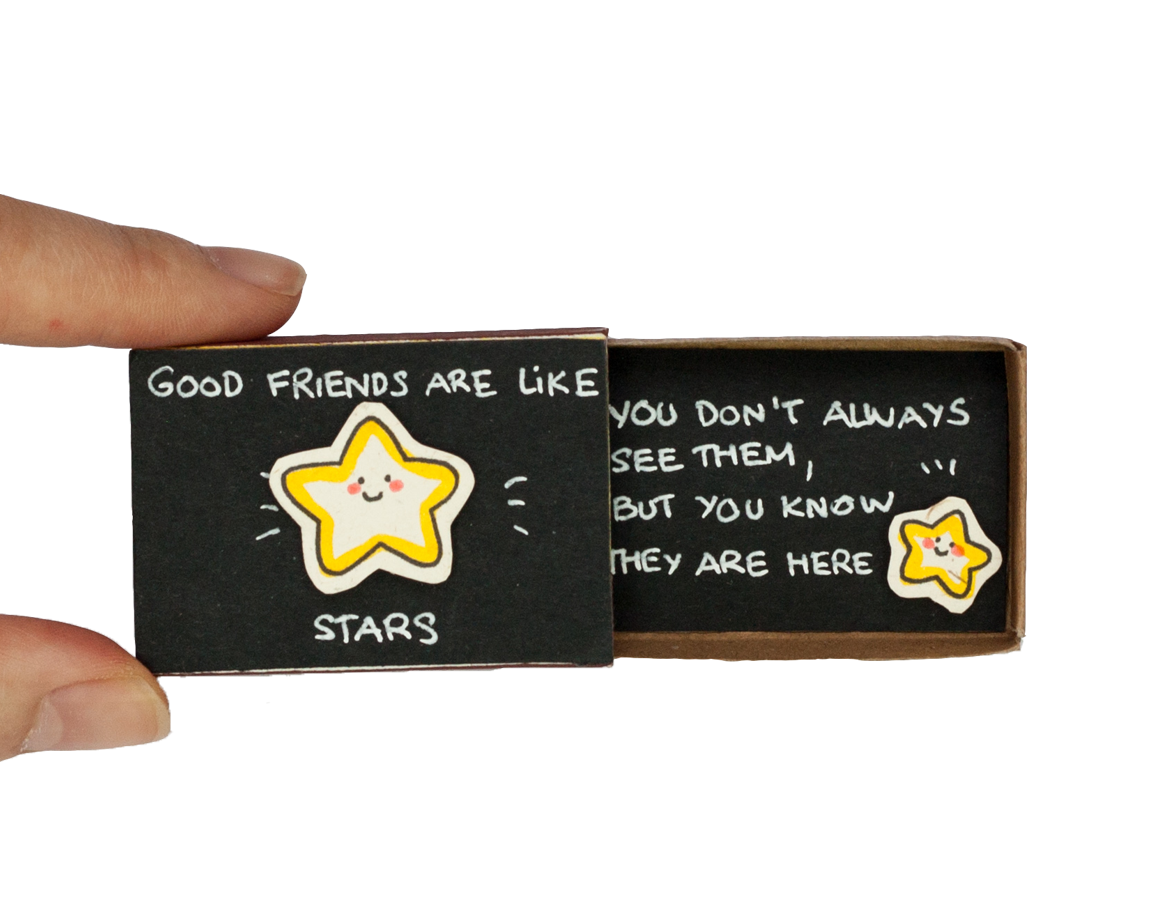 GOOD FRIENDS ARE LIKE
STARS
YOU DON'T ALWAYS
SEE THEM,
BUT YOU KNOW
THEY ARE HERE